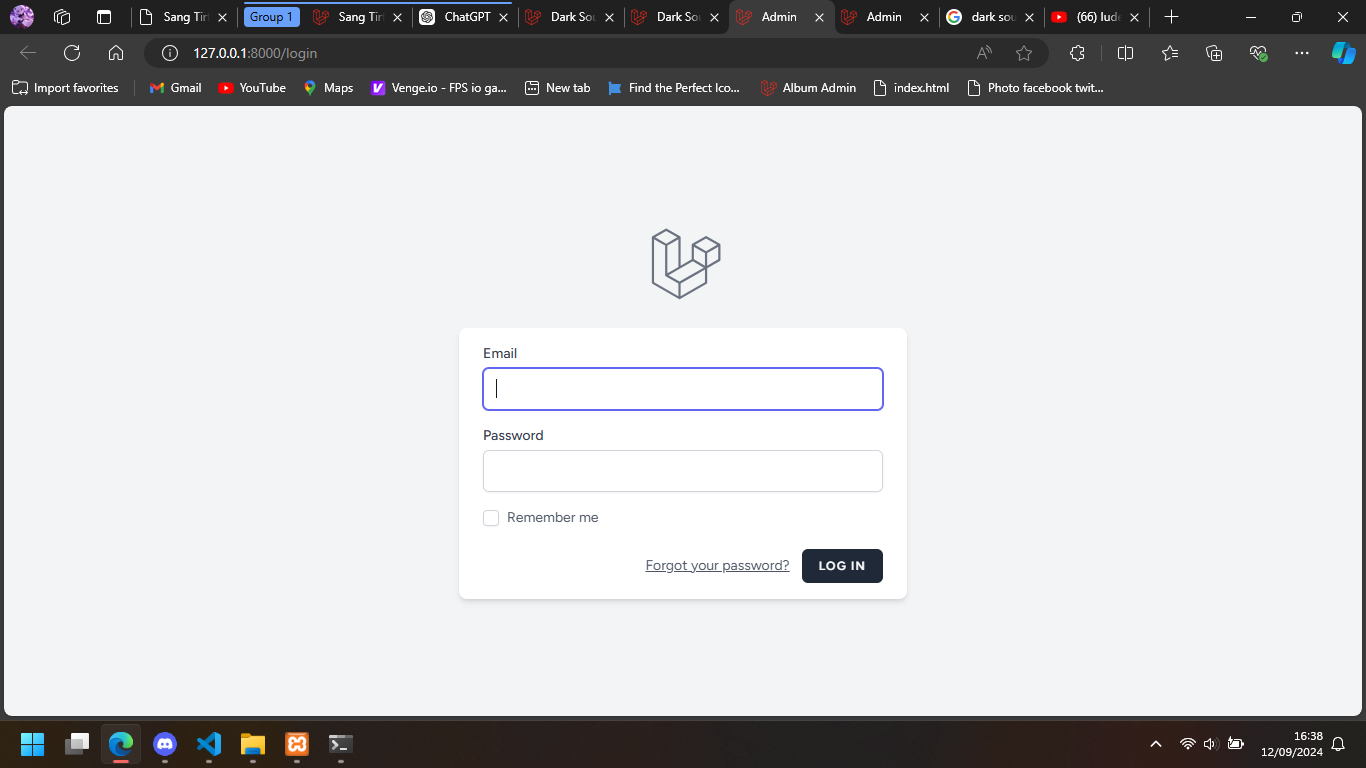 Sang Tir
Group 1
Sang Tir
ChatGPT
Dark Sou
Dark Sou
Admin
Admin
dark sou
(66) lude
127.0.0.1:8000/login
Import favorites
Gmail
YouTube
Maps
Venge.io - FPS io ga...
New tab
Find the Perfect Ico...
Album Admin
index.html
Photo facebook twit...
Email
Password
Remember me
Forgot your password?
LOG IN
16:38
12/09/2024